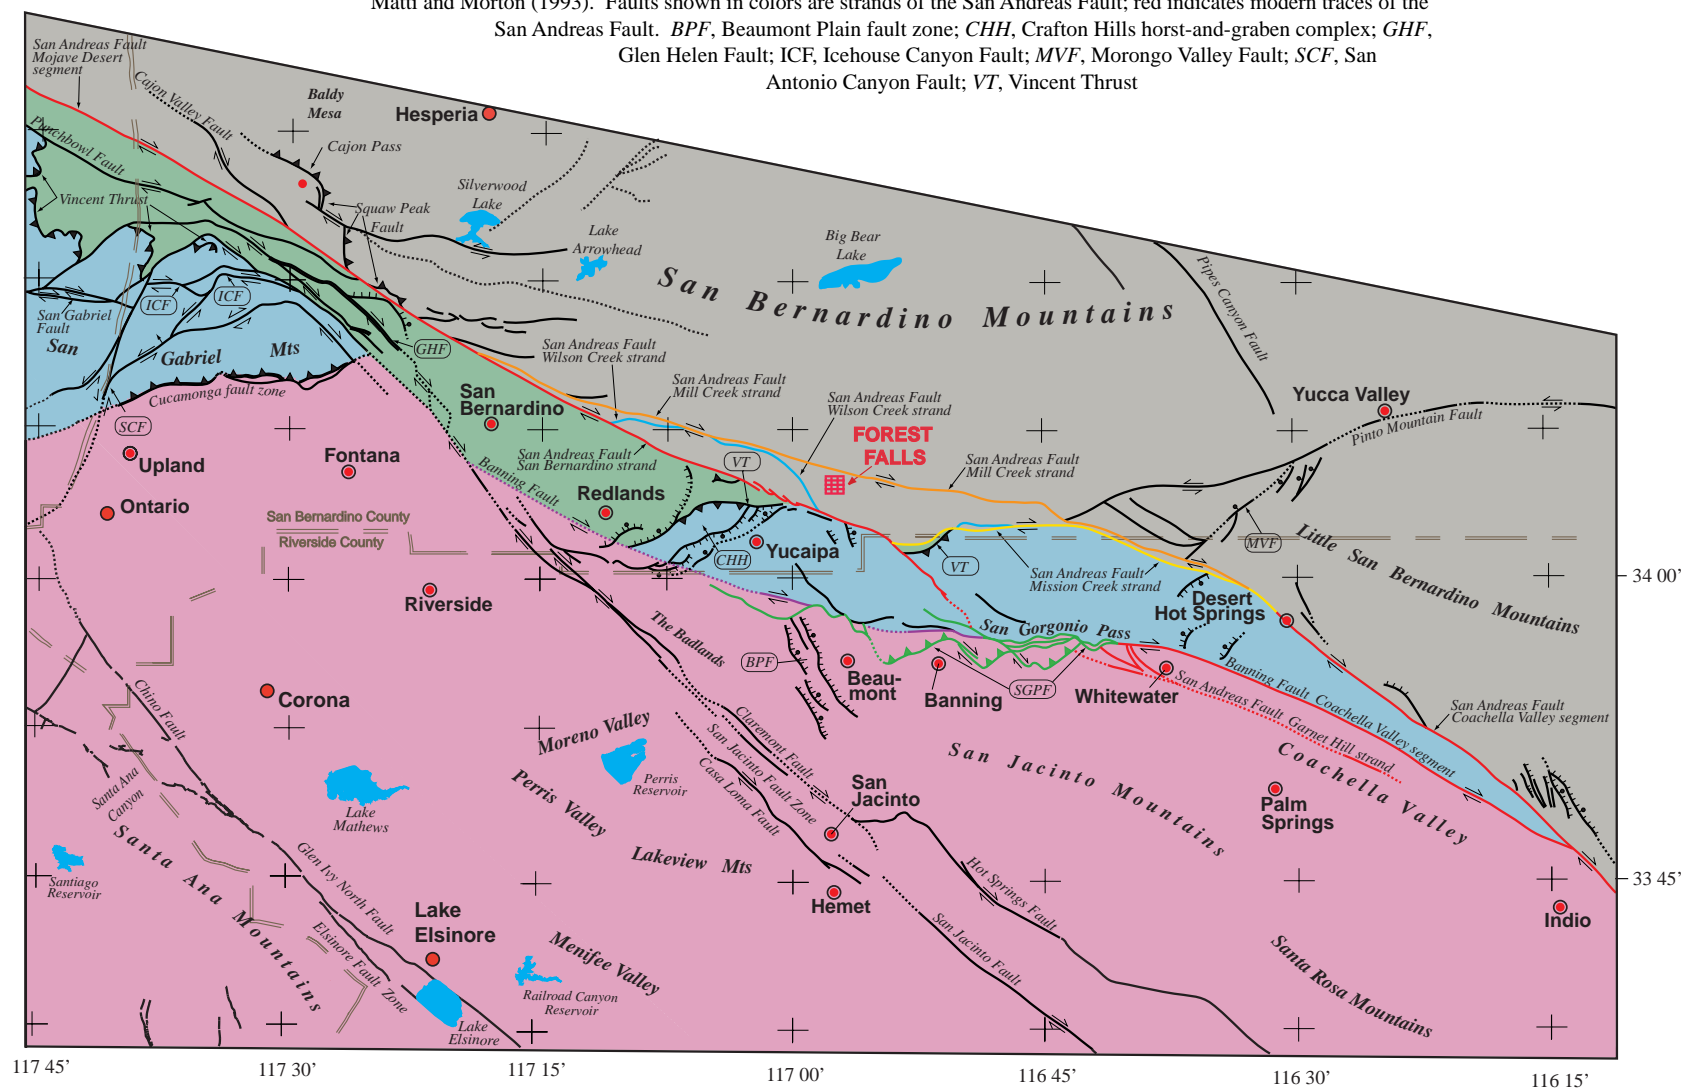 Matti and Morton (1993). Faults shown in colors are strands of the San Andreas Fault; red indicates modern traces of the
San Andreas Fault. BPF, Beaumont Plain fault zone; CHH, Crafton Hills horst-and-graben complex; GHF,
Glen Helen Fault; ICF, Icehouse Canyon Fault; MVF, Morongo Valley Fault; SCF, San
Antonio Canyon Fault; VT, Vincent Thrust
San Andreas Fault
Mojave Desert
segment
Cajon Valley Fault
Baldy
Mesa
Hesperia
Cajon Pass
Punchbowl Fault
Vincent Thrust
Squaw Peak
Fault
Silverwood
Lake
Lake
Arrowhead
Big Bear
Lake
San Bernardino Mountains
Pipes Canyon Fault
ICF
ICF
San Gabriel
Fault
San
Gabriel
Mts
GHF
Cucamonga fault zone
San Andreas Fault
Wilson Creek strand
San Andreas Fault
Mill Creek strand
San Andreas Fault
Wilson Creek strand
San
Bernardino
Yucca Valley
Pinto Mountain Fault
SCF
Upland
Fontana
FOREST
FALLS
San Andreas Fault
San Bernardino strand
VT
San Andreas Fault
Mill Creek strand
Banning Fault
Redlands
Ontario
San Bernardino County
Riverside County
Yucaipa
CHH
VT
MVF
Little San Bernardino Mountains
San Andreas Fault
Mission Creek strand
34 00'
Riverside
Desert
Hot Springs
The Badlands
San Gorgonio Pass
BPF
Beau-
mont
Banning
SGPF
Whitewater
Banning Fault Coachella Valley segment
San Andreas Fault Garnet Hill strand
San Andreas Fault
Coachella Valley segment
Chino Fault
Corona
Moreno Valley
Claremont Fault
San Jacinto Fault Zone
Casa Loma Fault
San Jacinto Mountains
Coachella Valley
Santa Ana
Canyon
Lake
Mathews
Perris Valley
Perris
Reservoir
San
Jacinto
Palm
Springs
Santa Ana Mountains
Santiago
Reservoir
Glen Ivy North Fault
Lakeview Mts
Hemet
Hot Springs Fault
33 45'
Indio
Lake
Elsinore
Elsinore Fault Zone
Menifee Valley
San Jacinto Fault
Santa Rosa Mountains
Railroad Canyon
Reservoir
Lake
Elsinore
117 45'
117 30'
117 15'
117 00'
116 45'
116 30'
116 15'